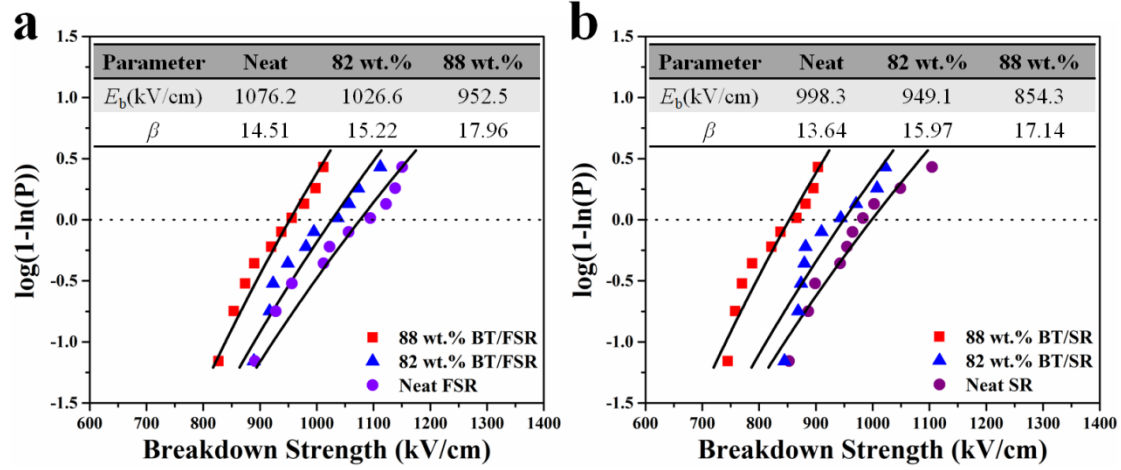 a
Parameter Neat 82 wt.% 88 wt.%
Eb(kV/cm) 1076.2 1026.6 952.5
β 14.51 15.22 17.96
log(1-ln(P))
1.5
1.0
0.5
0.0
-0.5
-1.0
-1.5
88 wt.% BT/FSR
82 wt.% BT/FSR
Neat FSR
600 700 800 900 1000 1100 1200 1300 1400
Breakdown Strength (kV/cm)
b
Parameter Neat 82 wt.% 88 wt.%
Eb(kV/cm) 998.3 949.1 854.3
β 13.64 15.97 17.14
log(1-ln(P))
1.5
1.0
0.5
0.0
-0.5
-1.0
-1.5
88 wt.% BT/SR
82 wt.% BT/SR
Neat SR
600 700 800 900 1000 1100 1200 1300 1400
Breakdown Strength (kV/cm)